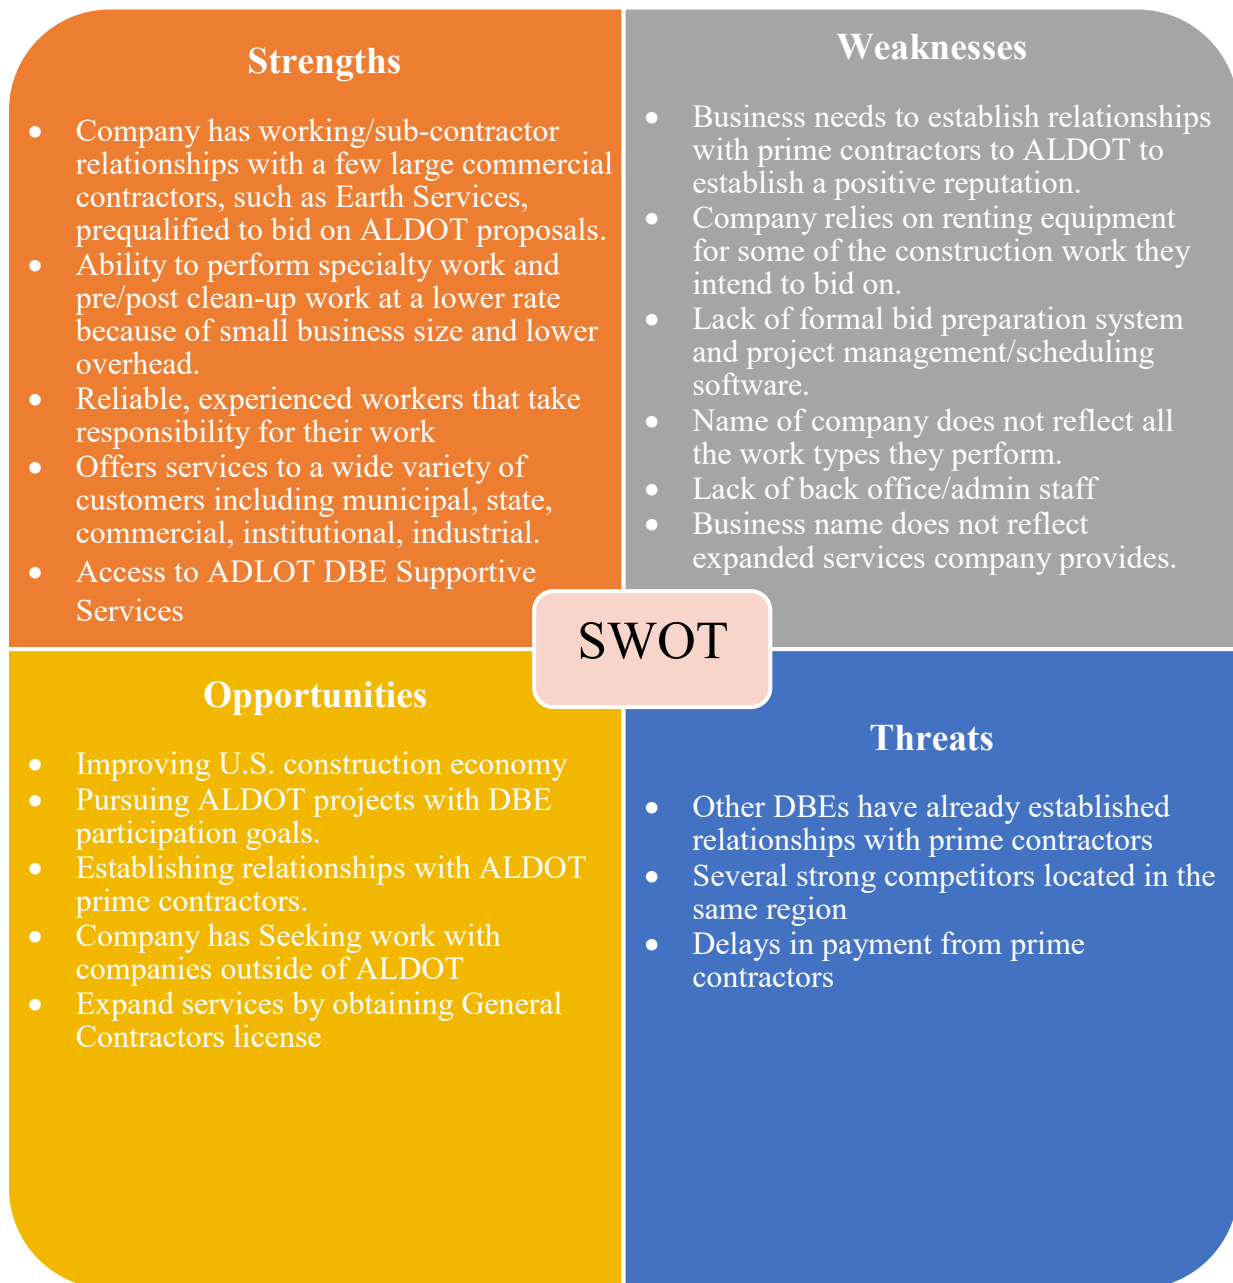 Strengths
• Company has working/sub-contractor
relationships with a few large commercial
contractors, such as Earth Services,
prequalified to bid on ALDOT proposals.
• Ability to perform specialty work and
pre/post clean-up work at a lower rate
because of small business size and lower
overhead.
• Reliable, experienced workers that take
responsibility for their work
• Offers services to a wide variety of
customers including municipal, state,
commercial, institutional, industrial.
• Access to ADLOT DBE Supportive
Services
Weaknesses
• Business needs to establish relationships
with prime contractors to ALDOT to
establish a positive reputation.
• Company relies on renting equipment
for some of the construction work they
intend to bid on.
• Lack of formal bid preparation system
and project management/scheduling
software.
• Name of company does not reflect all
the work types they perform.
• Lack of back office/admin staff
• Business name does not reflect
expanded services company provides.
SWOT
Opportunities
• Improving U.S. construction economy
• Pursuing ALDOT projects with DBE
participation goals.
• Establishing relationships with ALDOT
prime contractors.
• Company has Seeking work with
companies outside of ALDOT
• Expand services by obtaining General
Contractors license
Threats
• Other DBEs have already established
relationships with prime contractors
• Several strong competitors located in the
same region
• Delays in payment from prime
contractors